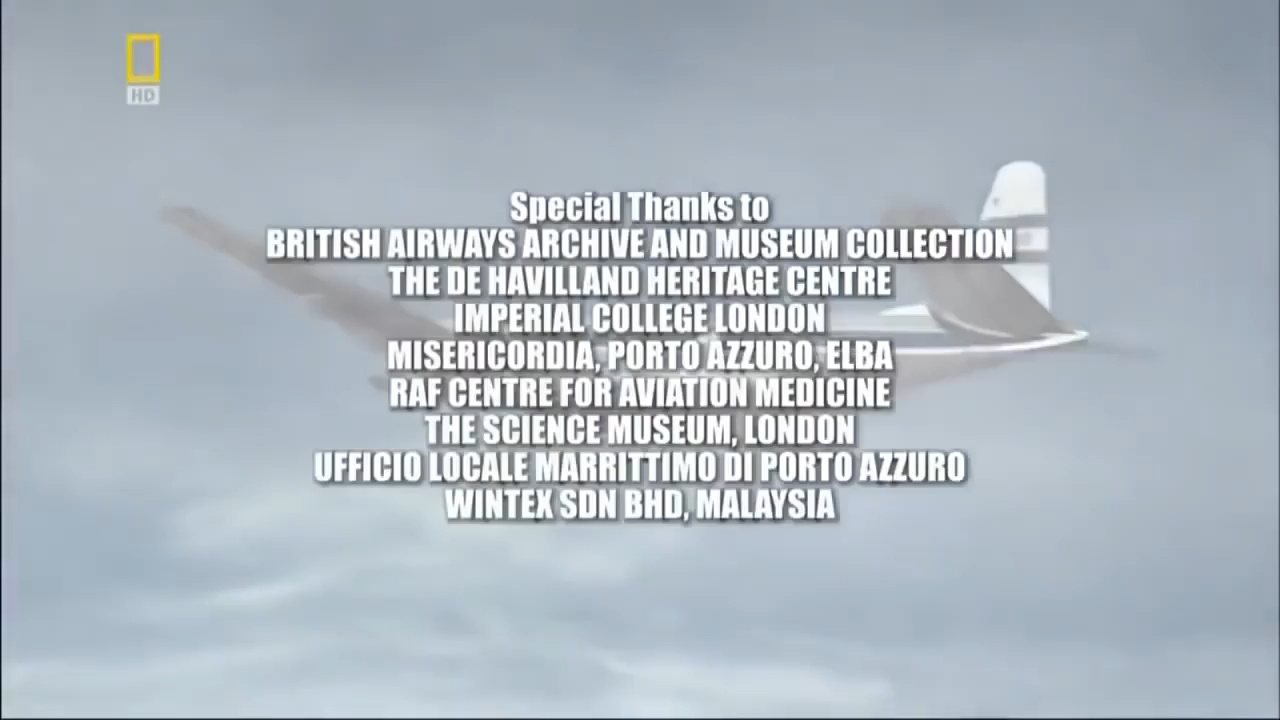 HD
Special Thanks to
BRITISH AIRWAYS ARCHIVE AND MUSEUM COLLECTION
THE DE HAVILLAND HERITAGE CENTRE
IMPERIAL COLLEGE LONDON
MISERICORDIA, PORTO AZZURO, ELBA
RAF CENTRE FOR AVIATION MEDICINE
THE SCIENCE MUSEUM, LONDON
UFFICIO LOCALE MARRITTIMO DI PORTO AZZURO
WINTEX SDN BHD, MALAYSIA